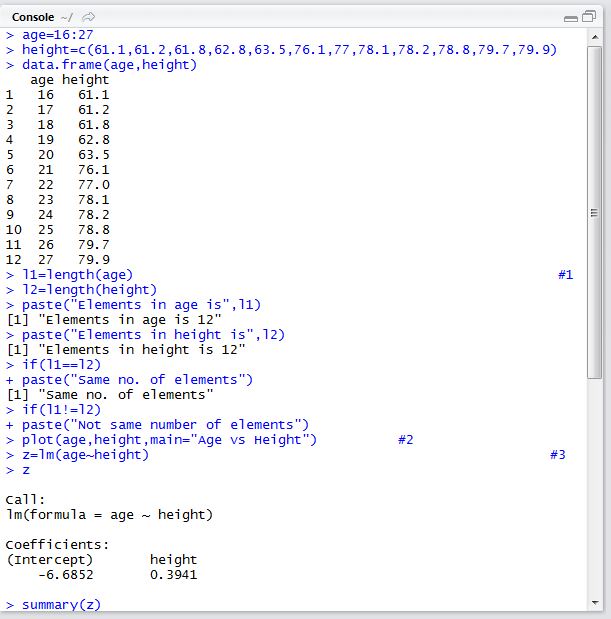 Console ~/
> age=16:27
> height=c(61.1,61.2,61.8,62.8,63.5,76.1,77,78.1,78.2,78.8,79.7,79.9)
> data.frame(age,height)
   age height
1   16   61.1
2   17   61.2
3   18   61.8
4   19   62.8
5   20   63.5
6   21   76.1
7   22   77.0
8   23   78.1
9   24   78.2
10  25   78.8
11  26   79.7
12  27   79.9
> l1=length(age) #1
> l2=length(height)
> paste("Elements in age is",l1)
[1] "Elements in age is 12"
> paste("Elements in height is",l2)
[1] "Elements in height is 12"
> if(l1==l2)
+ paste("Same no. of elements")
[1] "Same no. of elements"
> if(l1!=l2)
+ paste("Not same number of elements")
> plot(age,height,main="Age vs Height") #2
> z=lm(age~height) #3
> z
Call:
lm(formula = age ~ height)
Coefficients:
(Intercept)       height
    -6.6852       0.3941
> summary(z)